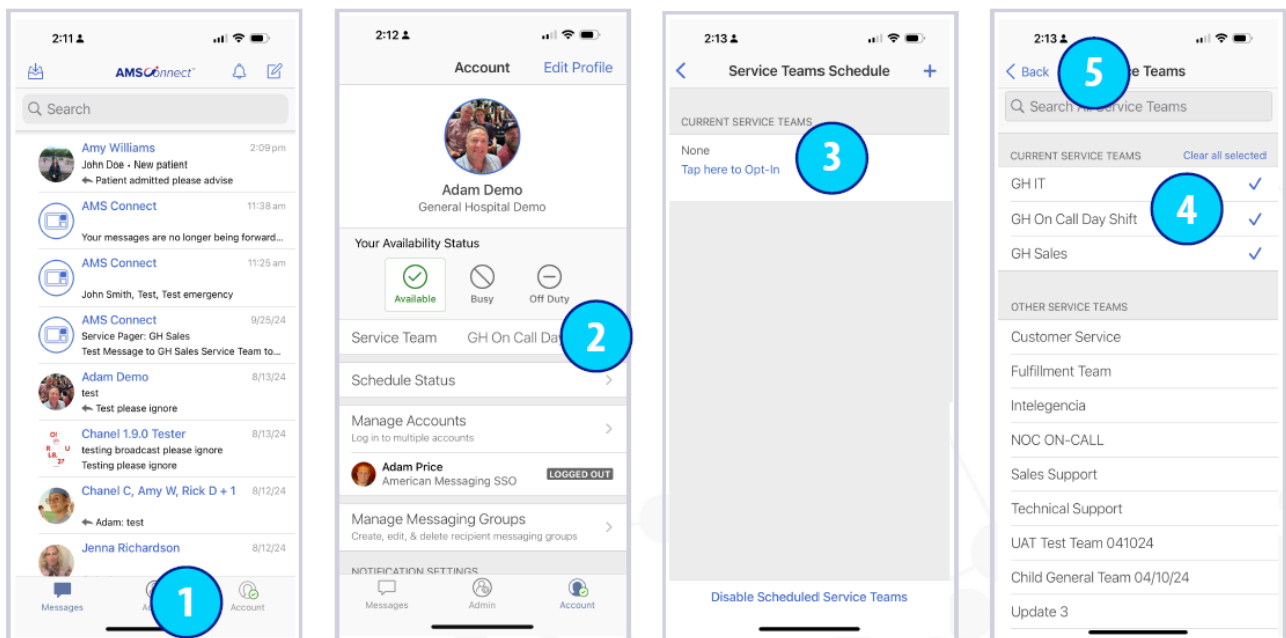 2:11
AMSConnect
Search
Amy Williams 2:09 pm
John Doe - New patient
Patient admitted please advise
AMS Connect 11:38 am
Your messages are no longer being forward...
AMS Connect 11:25 am
John Smith, Test, Test emergency
AMS Connect 9/25/24
Service Pager: GH Sales
Test Message to GH Sales Service Team to...
Adam Demo 8/13/24
test
Test please ignore
Chanel 1.9.0 Tester 8/13/24
testing broadcast please ignore
Testing please ignore
Chanel C, Amy W, Rick D + 1 8/12/24
Adam: test
Jenna Richardson 8/12/24
Messages 1 Account
2:12
Account Edit Profile
Adam Demo
General Hospital Demo
Your Availability Status
Available Busy Off Duty
Service Team GH On Call Day 2
Schedule Status
Manage Accounts
Log in to multiple accounts
Adam Price
American Messaging SSO LOGGED OUT
Manage Messaging Groups
Create, edit, & delete recipient messaging groups
NOTIFICATION SETTINGS
Messages Admin Account
2:13
Service Teams Schedule +
CURRENT SERVICE TEAMS
None
Tap here to Opt-In
3
Disable Scheduled Service Teams
2:13
Back 5 Teams
Search Service Teams
CURRENT SERVICE TEAMS Clear all selected
GH IT
GH On Call Day Shift
4
GH Sales
OTHER SERVICE TEAMS
Customer Service
Fulfillment Team
Intelegencia
NOC ON-CALL
Sales Support
Technical Support
UAT Test Team 041024
Child General Team 04/10/24
Update 3